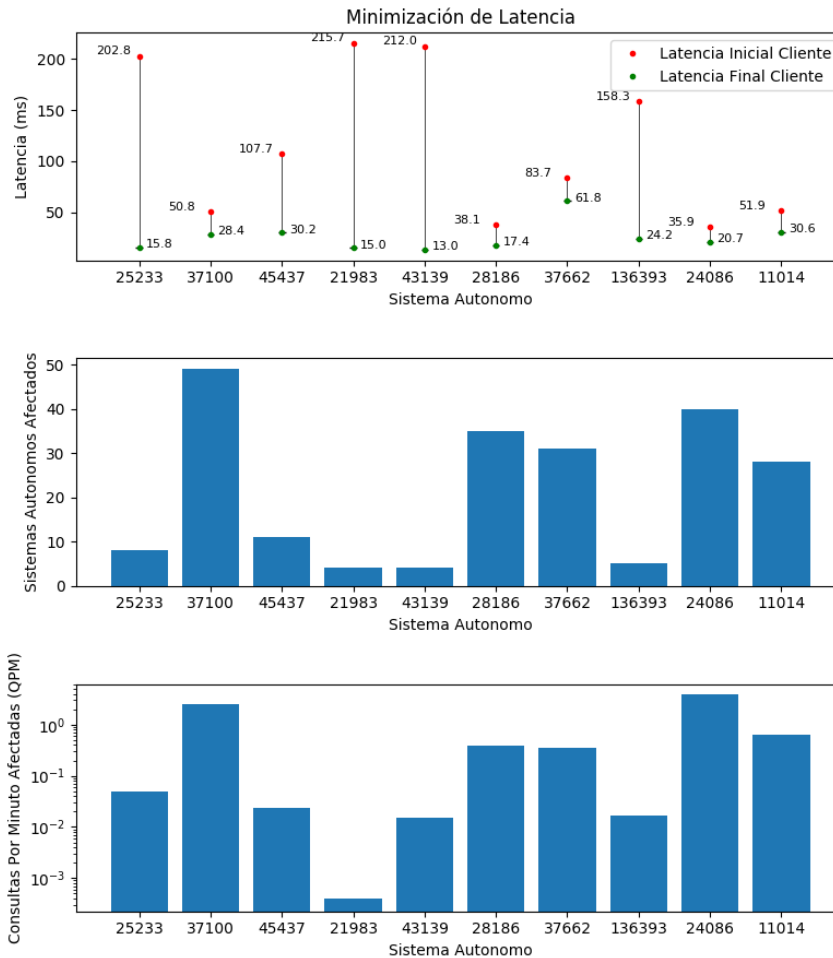 Minimización de Latencia
Latencia (ms)
200
150
100
50
202.8
50.8
107.7
215.7
212.0
38.1
83.7
158.3
35.9
51.9
15.8
28.4
30.2
15.0
13.0
17.4
61.8
24.2
20.7
30.6
Latencia Inicial Cliente
Latencia Final Cliente
25233 37100 45437 21983 43139 28186 37662 136393 24086 11014
Sistema Autonomo
Sistemas Autonomos Afectados
50
40
30
20
10
0
25233 37100 45437 21983 43139 28186 37662 136393 24086 11014
Sistema Autonomo
Consultas Por Minuto Afectadas (QPM)
10⁰
10⁻¹
10⁻²
10⁻³
25233 37100 45437 21983 43139 28186 37662 136393 24086 11014
Sistema Autonomo